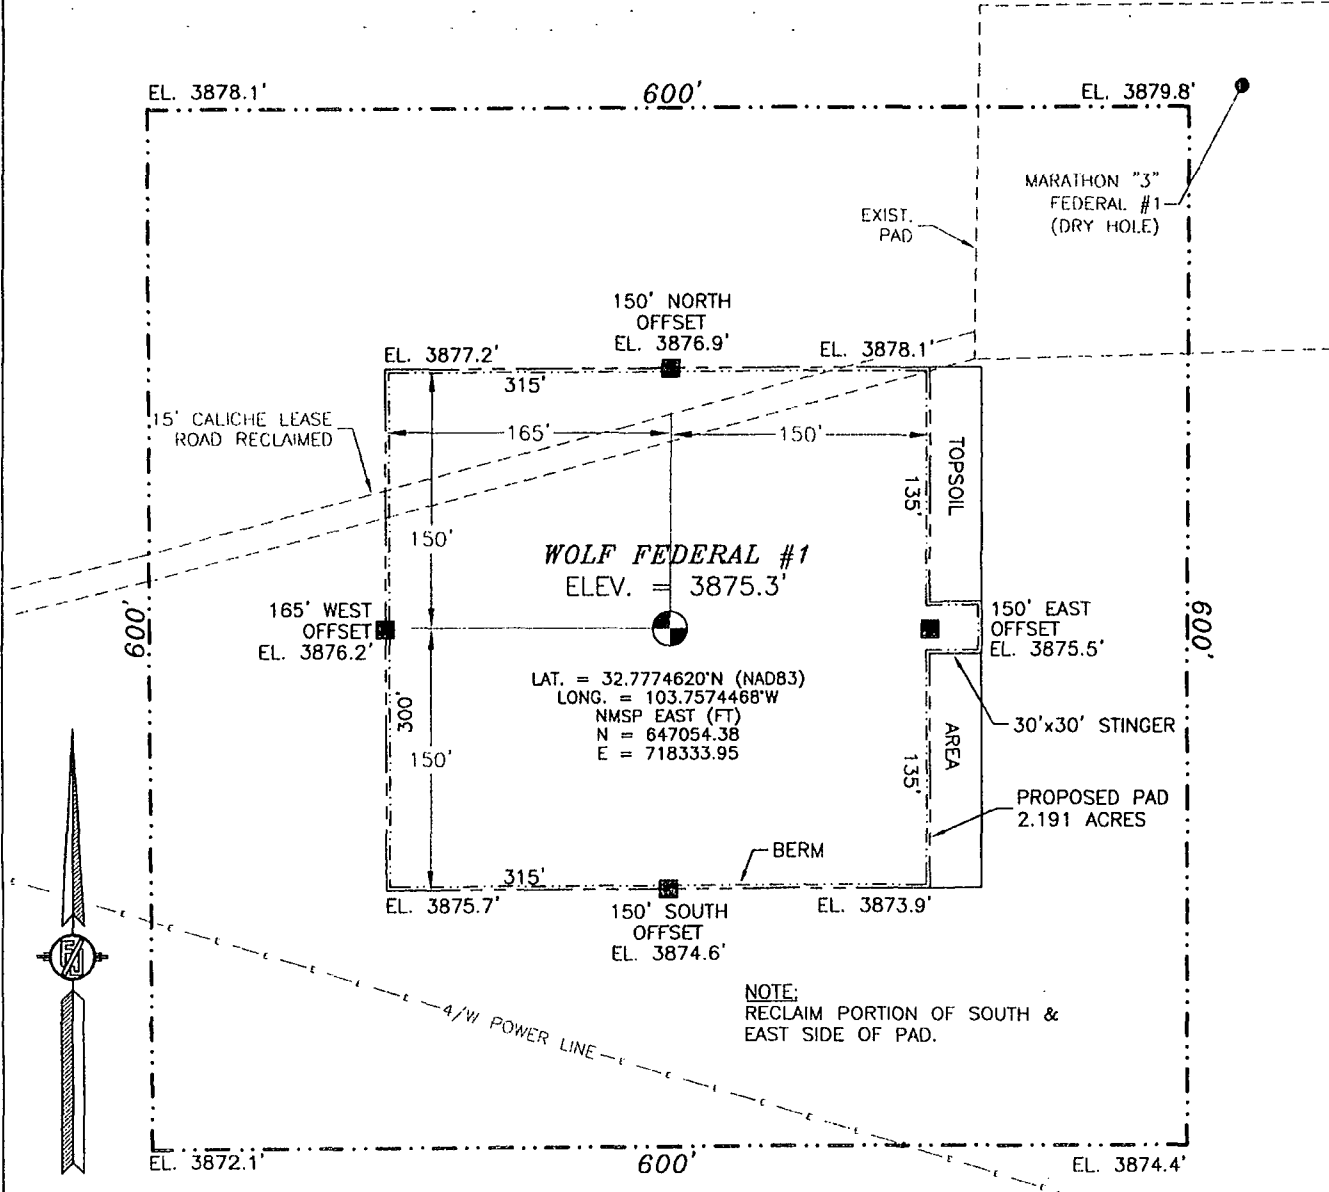 EL. 3878.1'
600'
EL. 3879.8'
MARATHON "3"
FEDERAL #1
(DRY HOLE)
EXIST.
PAD
150' NORTH
OFFSET
EL. 3876.9'
EL. 3877.2'
EL. 3878.1'
315'
15' CALICHE LEASE
ROAD RECLAIMED
165'
150'
TOPSOIL
135'
150'
WOLF FEDERAL #1
ELEV. = 3875.3'
600'
165' WEST
OFFSET
EL. 3876.2'
150' EAST
OFFSET
EL. 3875.5'
600'
LAT. = 32.7774620°N (NAD83)
LONG. = 103.7574468°W
NMSP EAST (FT)
N = 647054.38
E = 718333.95
300'
150'
30'x30' STINGER
AREA
135'
PROPOSED PAD
2.191 ACRES
BERM
315'
EL. 3875.7'
150' SOUTH
OFFSET
EL. 3874.6'
EL. 3873.9'
NOTE:
RECLAIM PORTION OF SOUTH &
EAST SIDE OF PAD.
4/W POWER LINE
EL. 3872.1'
600'
EL. 3874.4'